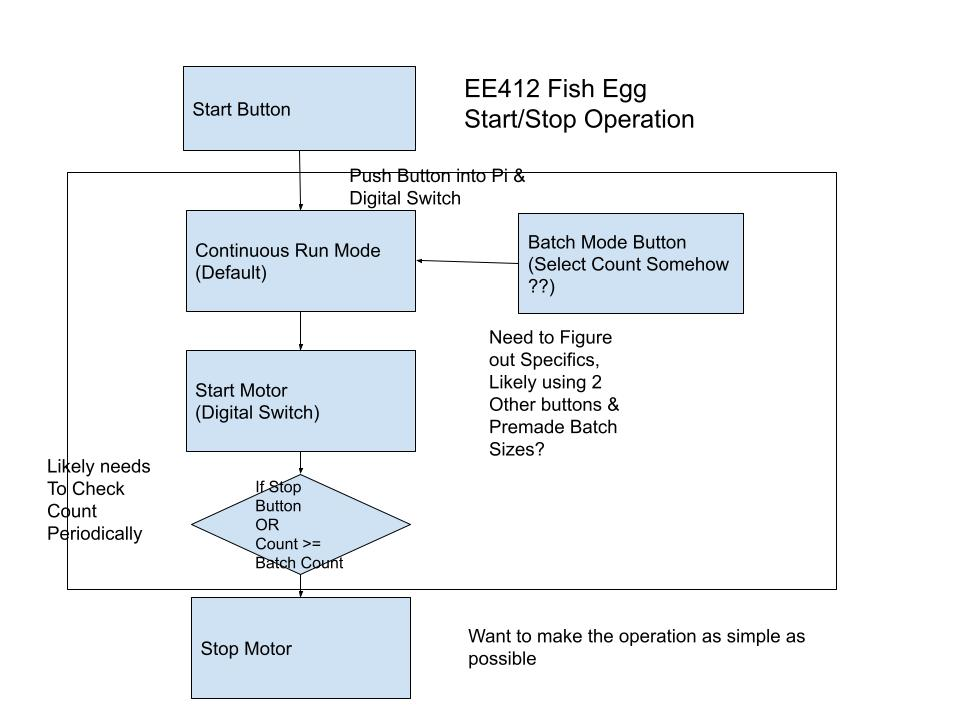 EE412 Fish Egg
Start/Stop Operation
Start Button
Push Button into Pi &
Digital Switch
Continuous Run Mode
(Default)
Batch Mode Button
(Select Count Somehow
??)
Need to Figure
out Specifics,
Likely using 2
Other buttons &
Premade Batch
Sizes?
Start Motor
(Digital Switch)
Likely needs
To Check
Count
Periodically
If Stop
Button
OR
Count >=
Batch Count
Stop Motor
Want to make the operation as simple as
possible